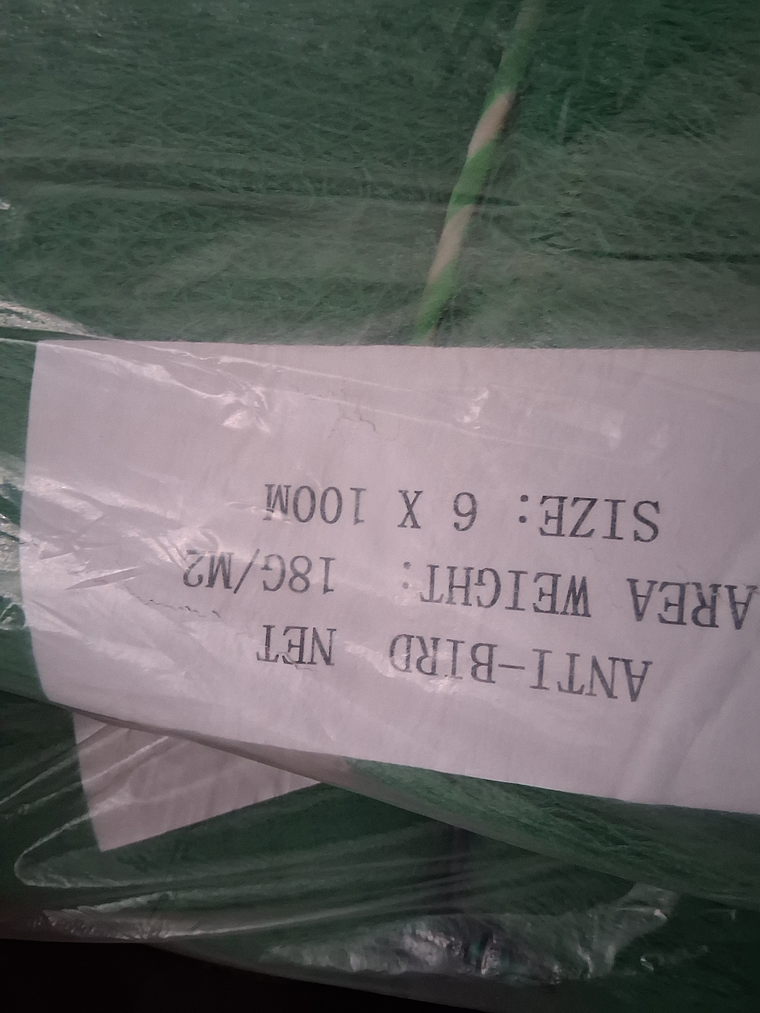 ANTI-BIRD NET
AREA WEIGHT: 18G/M2
SIZE: 6 X 100M